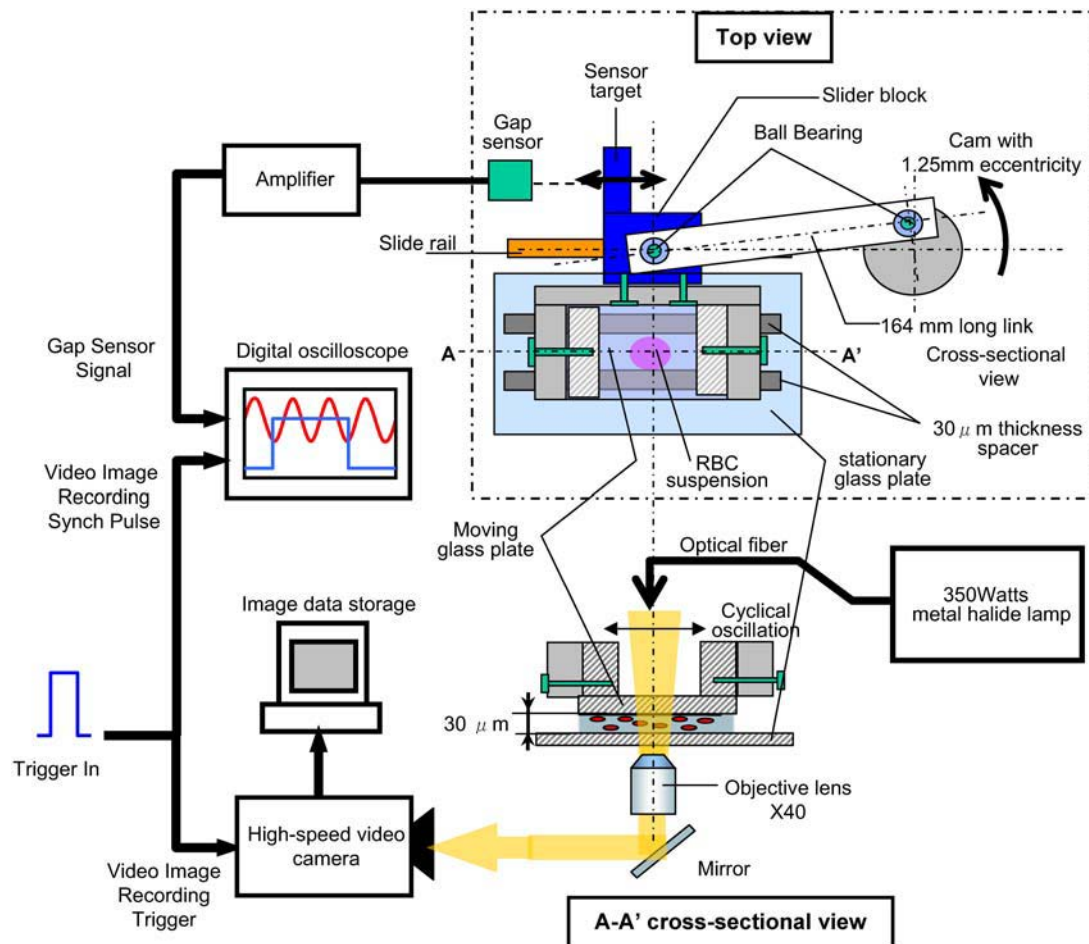 Top view
Sensor
target
Slider block
Gap
sensor
Ball Bearing
Cam with
1.25mm eccentricity
Amplifier
Slide rail
164 mm long link
A
A'
Cross-sectional
view
Gap Sensor
Signal
Digital oscilloscope
30 μm thickness
spacer
RBC
suspension
stationary
glass plate
Video Image
Recording
Synch Pulse
Moving
glass plate
Optical fiber
350Watts
metal halide lamp
Image data storage
Cyclical
oscillation
30 μm
Trigger In
Objective lens
X40
High-speed video
camera
Mirror
Video Image
Recording
Trigger
A-A' cross-sectional view